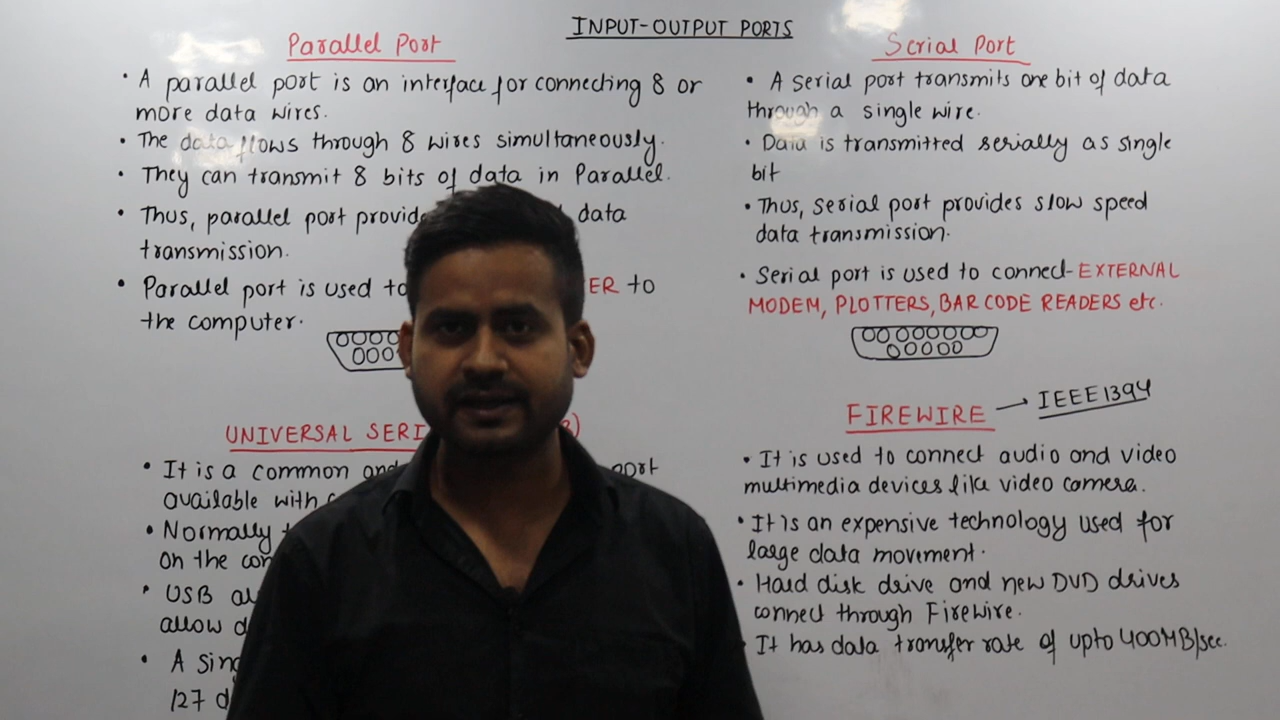 INPUT-OUTPUT PORTS
Parallel Port
• A parallel port is an interface for connecting 8 or
more data wires.
• The data flows through 8 wires simultaneously.
• They can transmit 8 bits of data in Parallel.
• Thus, parallel port data
transmission.
• Parallel port is used to ER to
the computer.
Serial Port
• A serial port transmits one bit of data
through a single wire.
• Data is transmitted serially as single
bit
• Thus, serial port provides slow speed
data transmission.
• Serial port is used to connect- EXTERNAL
MODEM, PLOTTERS, BAR CODE READERS etc.
UNIVERSAL SERI B)
• It is a common and port
available with
• Normally
on the
• USB
allow
• A
127
FIREWIRE → IEEE1394
• It is used to connect audio and video
multimedia devices like video camera.
• It is an expensive technology used for
large data movement.
• Hard disk drive and new DVD drives
connect through Firewire.
• It has data transfer rate of upto 400MB/sec.